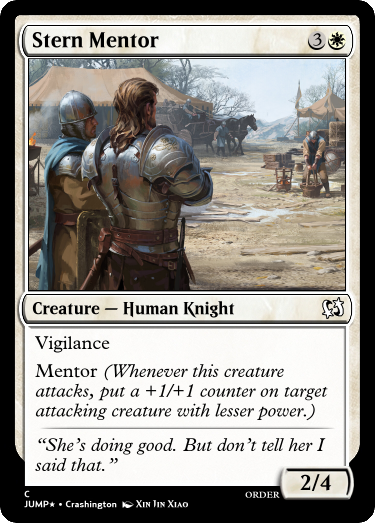 Stern Mentor 3
Creature — Human Knight
Vigilance
Mentor (Whenever this creature
attacks, put a +1/+1 counter on target
attacking creature with lesser power.)
“She’s doing good. But don’t tell her I
said that.”
2/4
C
ORDER
JUMP★ • Crashington XIN JIN XIAO